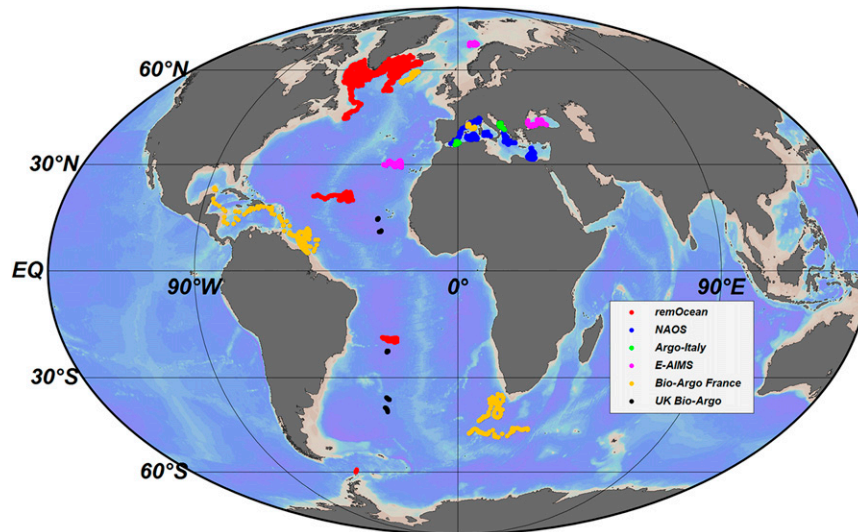 60°N
30°N
EQ
90°W
0°
90°E
30°S
60°S
remOcean
NAOS
Argo-Italy
E-AIMS
Bio-Argo France
UK Bio-Argo